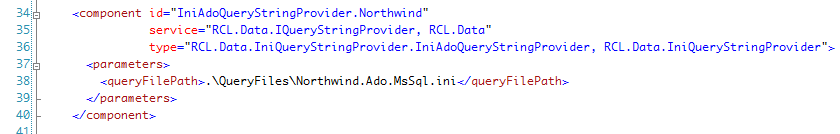 34 <component id="IniAdoQueryStringProvider.Northwind"
35 service="RCL.Data.IQueryStringProvider, RCL.Data"
36 type="RCL.Data.IniQueryStringProvider.IniAdoQueryStringProvider, RCL.Data.IniQueryStringProvider">
37 <parameters>
38 <queryFilePath>.\QueryFiles\Northwind.Ado.MsSql.ini</queryFilePath>
39 </parameters>
40 </component>
41